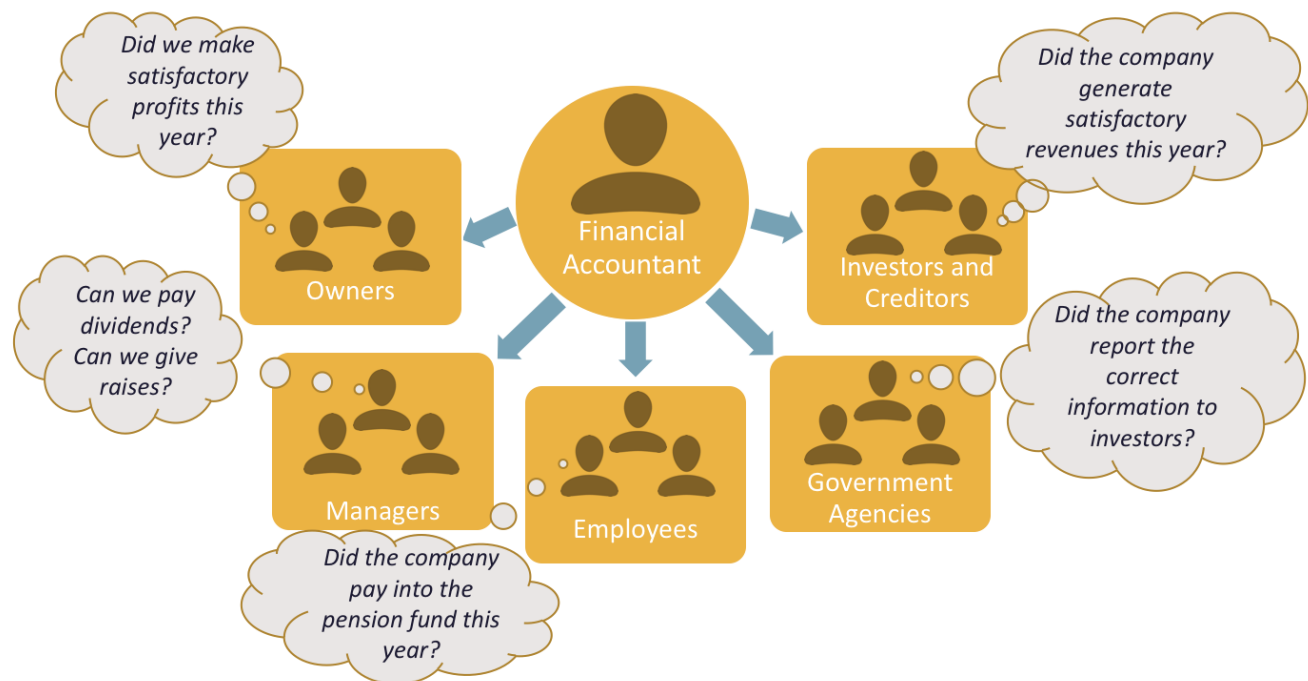 Did we make
satisfactory
profits this
year?
Did the company
generate
satisfactory
revenues this year?
Financial
Accountant
Owners
Investors and
Creditors
Can we pay
dividends?
Can we give
raises?
Did the company
report the
correct
information to
investors?
Managers
Employees
Government
Agencies
Did the company
pay into the
pension fund this
year?